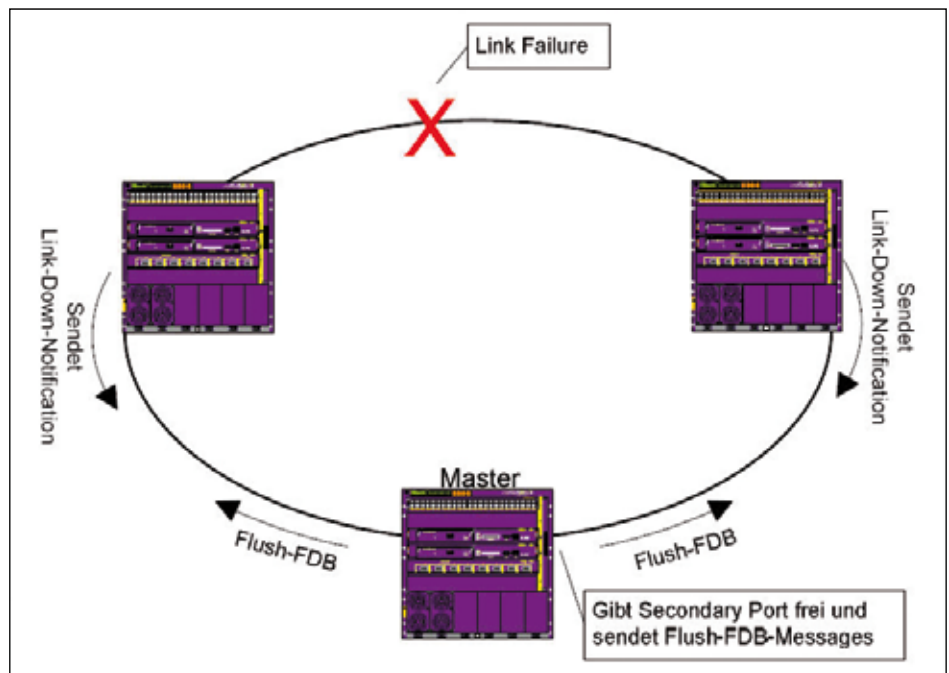 Link Failure
Sendet
Link-Down-Notification
Sendet
Link-Down-Notification
Master
Flush-FDB
Flush-FDB
Gibt Secondary Port frei und
sendet Flush-FDB-Messages